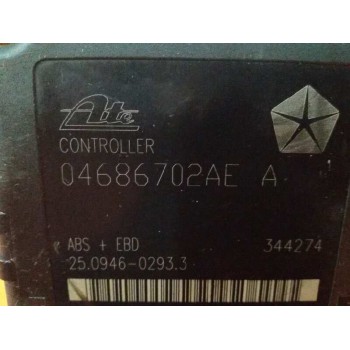 Ate
CONTROLLER
04686702AE A
ABS + EBD 344274
25.0946-0293.3